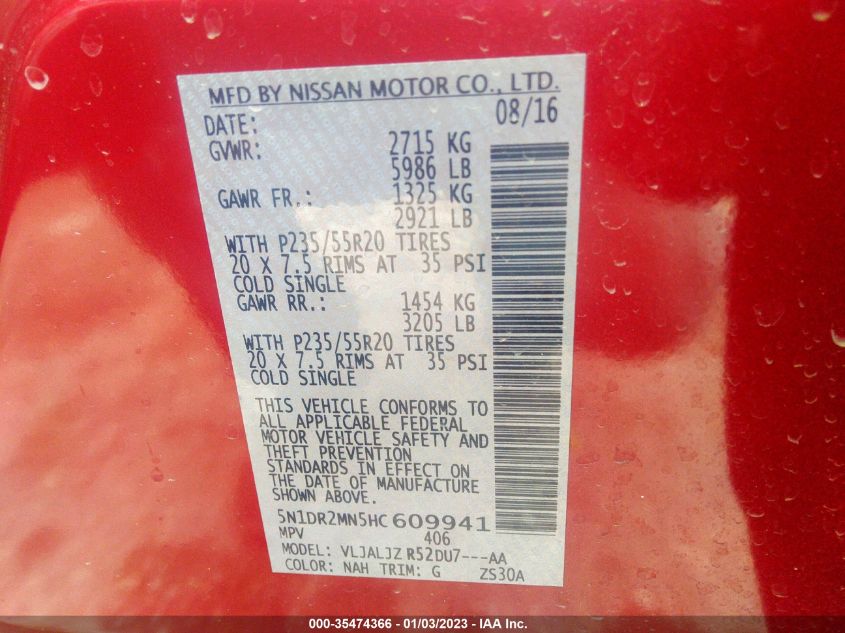 MFD BY NISSAN MOTOR CO., LTD.
DATE: 08/16
GVWR: 2715 KG
5986 LB
GAWR FR.: 1325 KG
2921 LB
WITH P235/55R20 TIRES
20 X 7.5 RIMS AT 35 PSI
COLD SINGLE
GAWR RR.: 1454 KG
3205 LB
WITH P235/55R20 TIRES
20 X 7.5 RIMS AT 35 PSI
COLD SINGLE
THIS VEHICLE CONFORMS TO
ALL APPLICABLE FEDERAL
MOTOR VEHICLE SAFETY AND
THEFT PREVENTION
STANDARDS IN EFFECT ON
THE DATE OF MANUFACTURE
SHOWN ABOVE.
5N1DR2MN5HC609941
MPV 406
MODEL: VLJALJZ R52DU7---AA
COLOR: NAH TRIM: G ZS30A
000-35474366 - 01/03/2023 - IAA Inc.